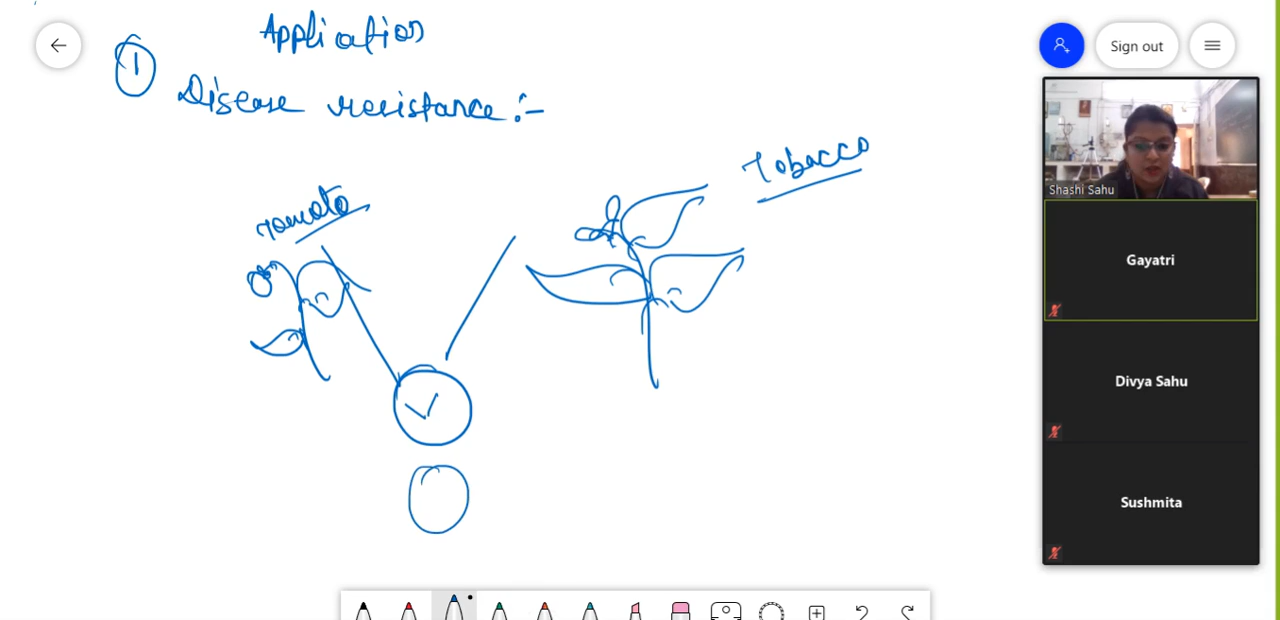 Application
1
Disease resistance :-
Tomato
Tobacco
Sign out
Shashi Sahu
Gayatri
Divya Sahu
Sushmita